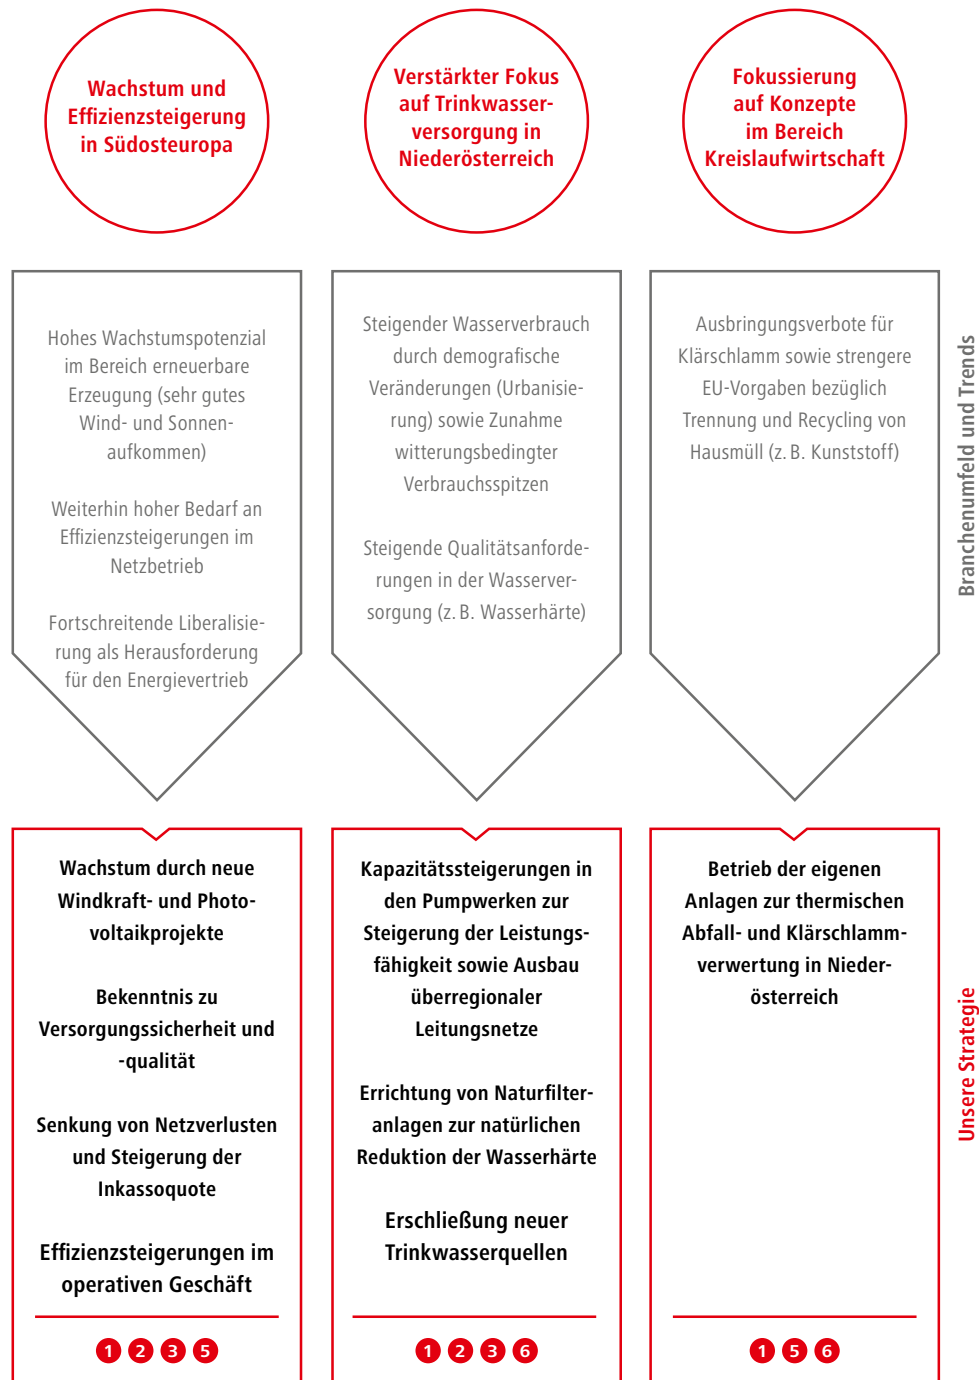 Wachstum und
Effizienzsteigerung
in Südosteuropa
Verstärkter Fokus
auf Trinkwasser-
versorgung in
Niederösterreich
Fokussierung
auf Konzepte
im Bereich
Kreislaufwirtschaft
Hohes Wachstumspotenzial
im Bereich erneuerbare
Erzeugung (sehr gutes
Wind- und Sonnen-
aufkommen)
Weiterhin hoher Bedarf an
Effizienzsteigerungen im
Netzbetrieb
Fortschreitende Liberalisie-
rung als Herausforderung
für den Energievertrieb
Steigender Wasserverbrauch
durch demografische
Veränderungen (Urbanisie-
rung) sowie Zunahme
witterungsbedingter
Verbrauchsspitzen
Steigende Qualitätsanforde-
rungen in der Wasserver-
sorgung (z. B. Wasserhärte)
Ausbringungsverbote für
Klärschlamm sowie strengere
EU-Vorgaben bezüglich
Trennung und Recycling von
Hausmüll (z. B. Kunststoff)
Branchenumfeld und Trends
Wachstum durch neue
Windkraft- und Photo-
voltaikprojekte
Bekenntnis zu
Versorgungssicherheit und
-qualität
Senkung von Netzverlusten
und Steigerung der
Inkassoquote
Effizienzsteigerungen im
operativen Geschäft
1 2 3 5
Kapazitätssteigerungen in
den Pumpwerken zur
Steigerung der Leistungs-
fähigkeit sowie Ausbau
überregionaler
Leitungsnetze
Errichtung von Naturfilter-
anlagen zur natürlichen
Reduktion der Wasserhärte
Erschließung neuer
Trinkwasserquellen
1 2 3 6
Betrieb der eigenen
Anlagen zur thermischen
Abfall- und Klärschlamm-
verwertung in Nieder-
österreich
1 5 6
Unsere Strategie